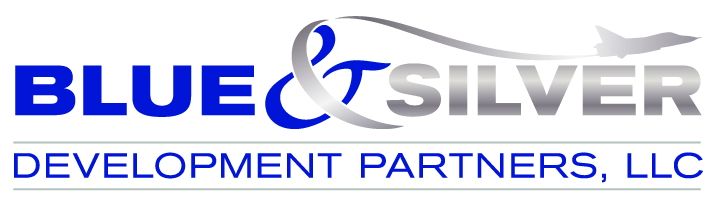 BLUE & SILVER
DEVELOPMENT PARTNERS, LLC